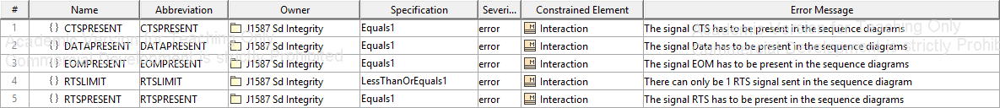 # Name Abbreviation Owner Specification Severi... Constrained Element Error Message
1 {} CTSPRESENT CTSPRESENT J1587 Sd Integrity Equals1 error Interaction The signal CTS has to be present in the sequence diagrams
2 {} DATAPRESENT DATAPRESENT J1587 Sd Integrity Equals1 error Interaction The signal Data has to be present in the sequence diagrams
3 {} EOMPRESENT EOMPRESENT J1587 Sd Integrity Equals1 error Interaction The signal EOM has to be present in the sequence diagrams
4 {} RTSLIMIT RTSLIMIT J1587 Sd Integrity LessThanOrEquals1 error Interaction There can only be 1 RTS signal sent in the sequence diagram
5 {} RTSPRESENT RTSPRESENT J1587 Sd Integrity Equals1 error Interaction The signal RTS has to be present in the sequence diagrams